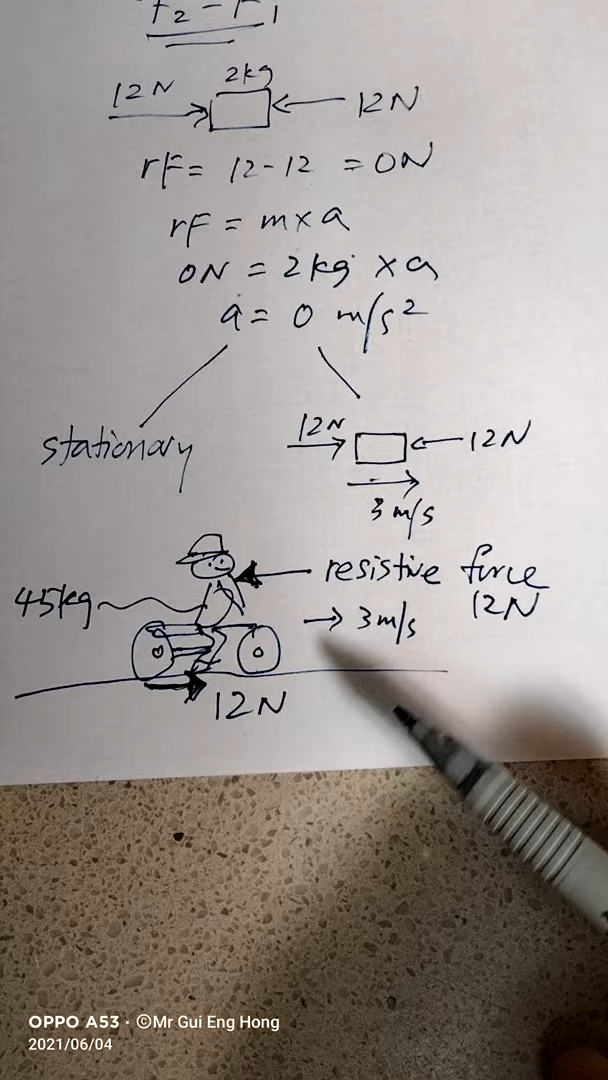 F2 - F1
2kg
12N 12N
rF = 12-12 = 0N
rF = m x a
0N = 2kg x a
a = 0 m/s²
stationary
12N 12N
3 m/s
resistive force
12N
45kg
→ 3m/s
12N
OPPO A53 · ©Mr Gui Eng Hong
2021/06/04